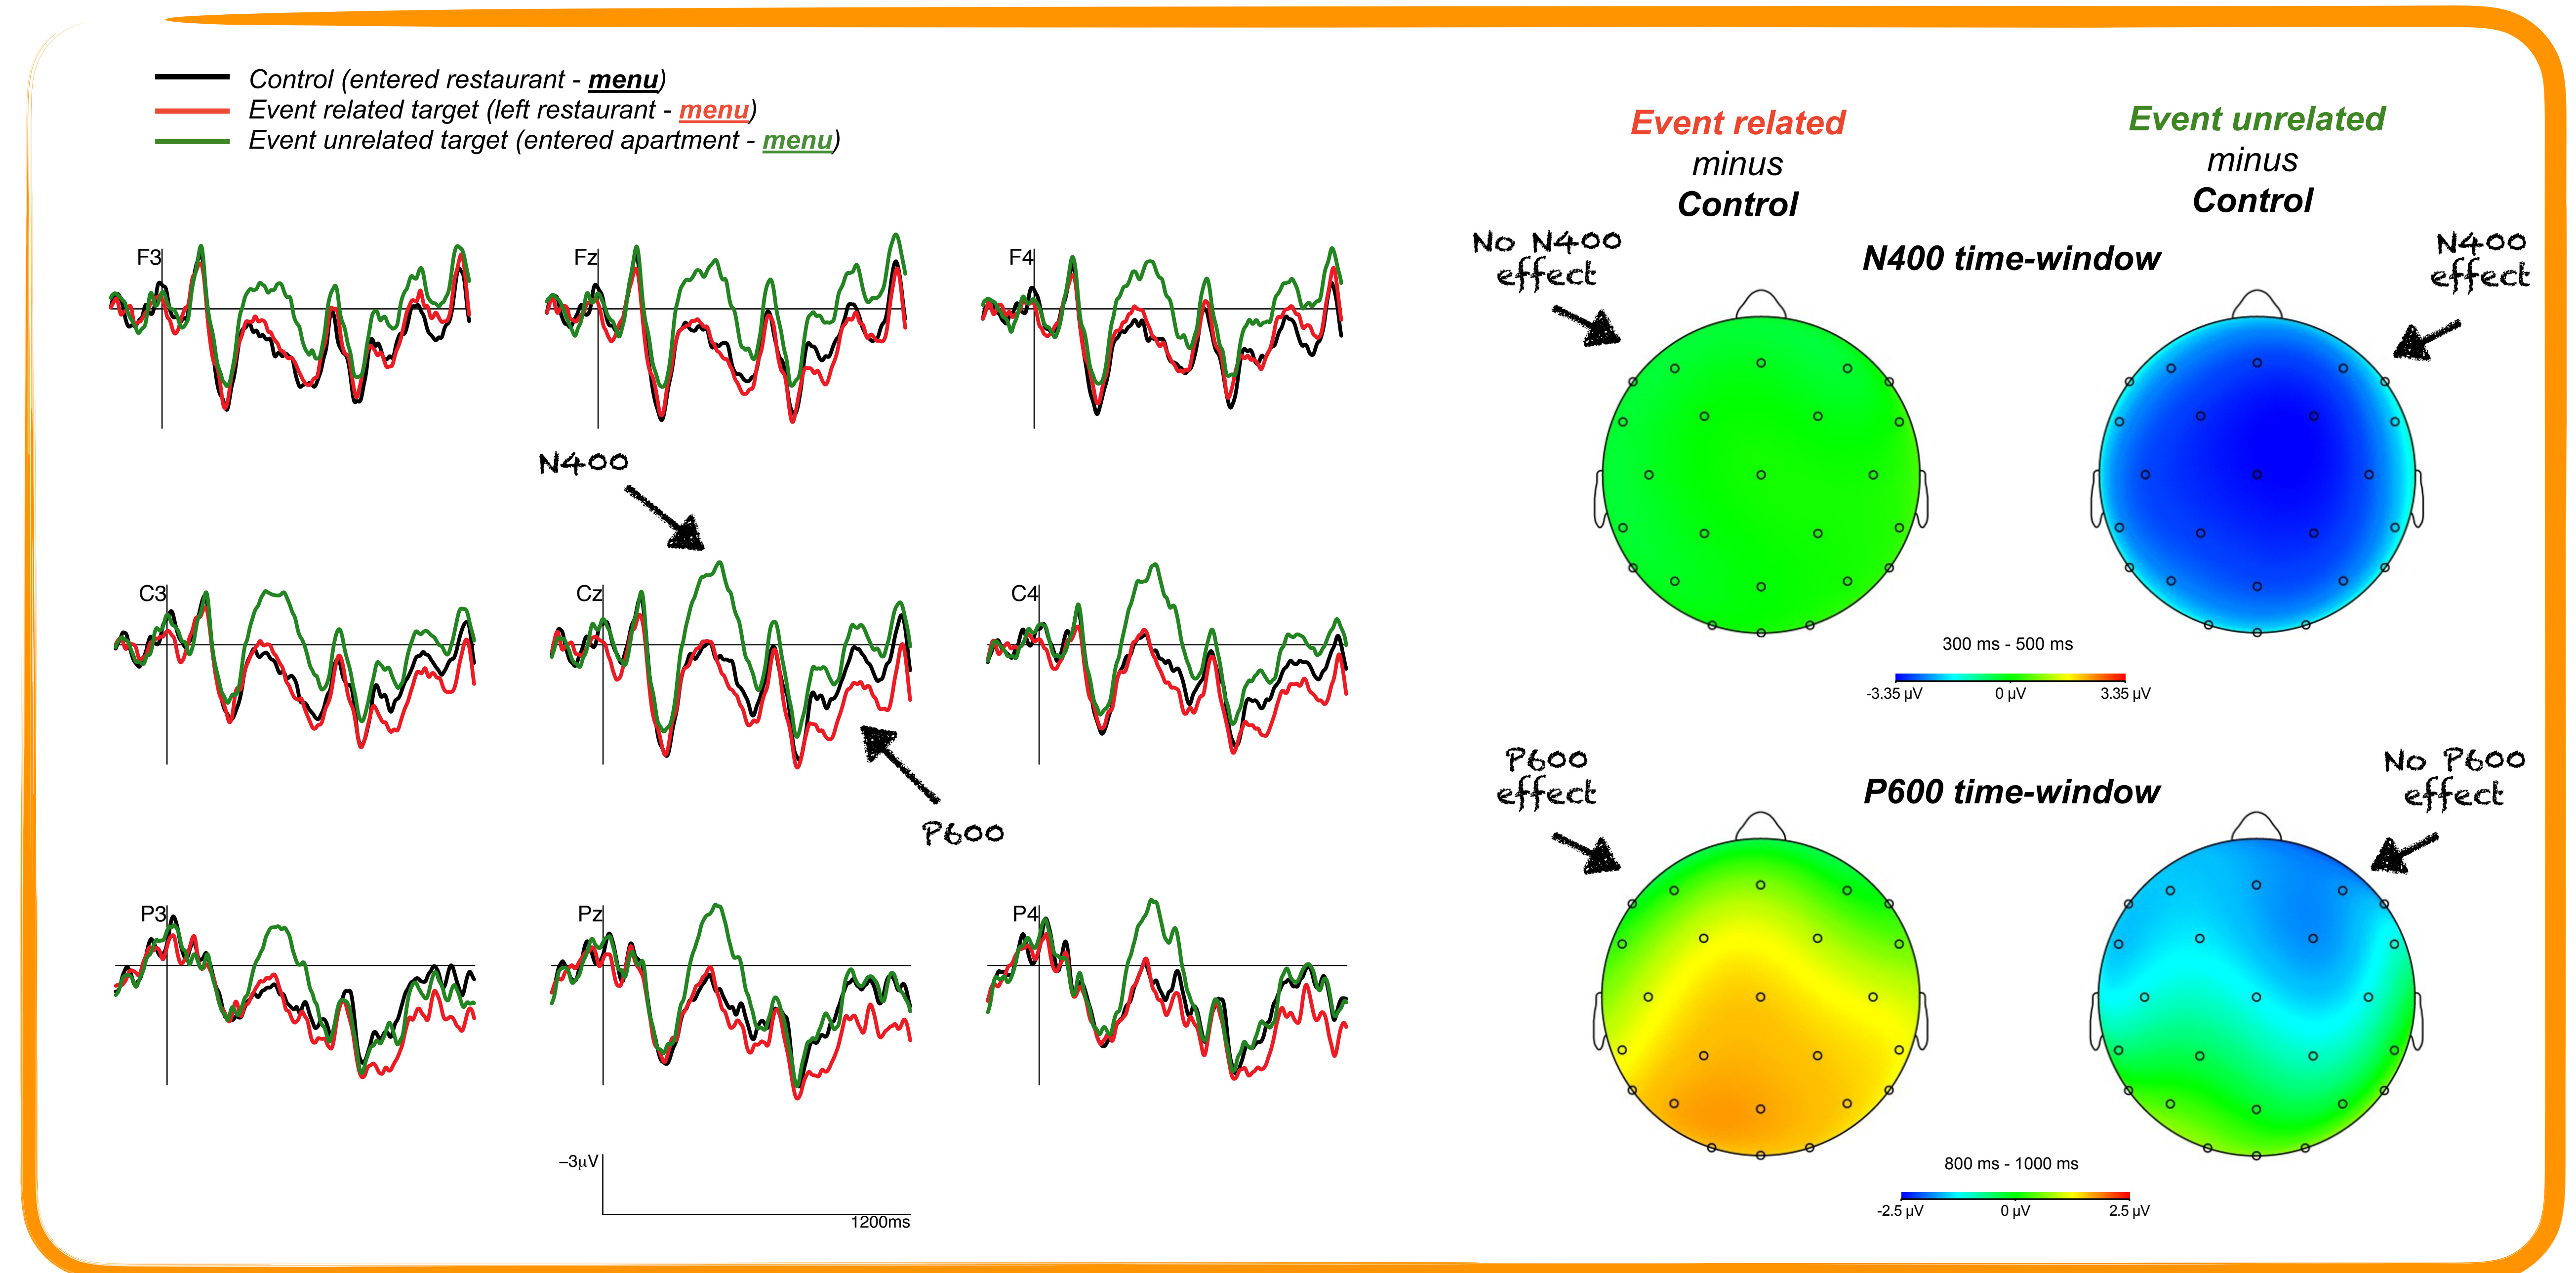 Control (entered restaurant - menu)
Event related target (left restaurant - menu)
Event unrelated target (entered apartment - menu)
F3
Fz
F4
N400
C3
Cz
C4
P600
P3
Pz
P4
−3μV
1200ms
Event related
minus
Control
Event unrelated
minus
Control
No N400
effect
N400 time-window
N400
effect
300 ms - 500 ms
-3.35 μV
0 μV
3.35 μV
P600
effect
P600 time-window
No P600
effect
800 ms - 1000 ms
-2.5 μV
0 μV
2.5 μV